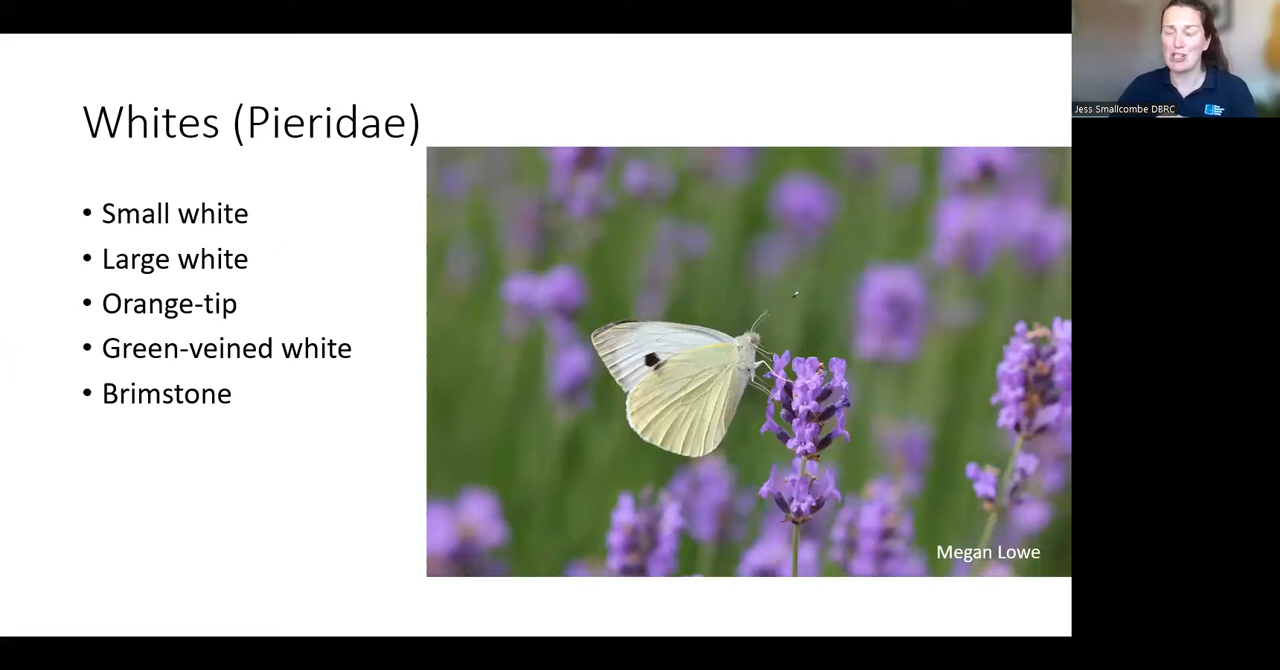 Whites (Pieridae)
• Small white
• Large white
• Orange-tip
• Green-veined white
• Brimstone
Megan Lowe
Jess Smallcombe DBRC